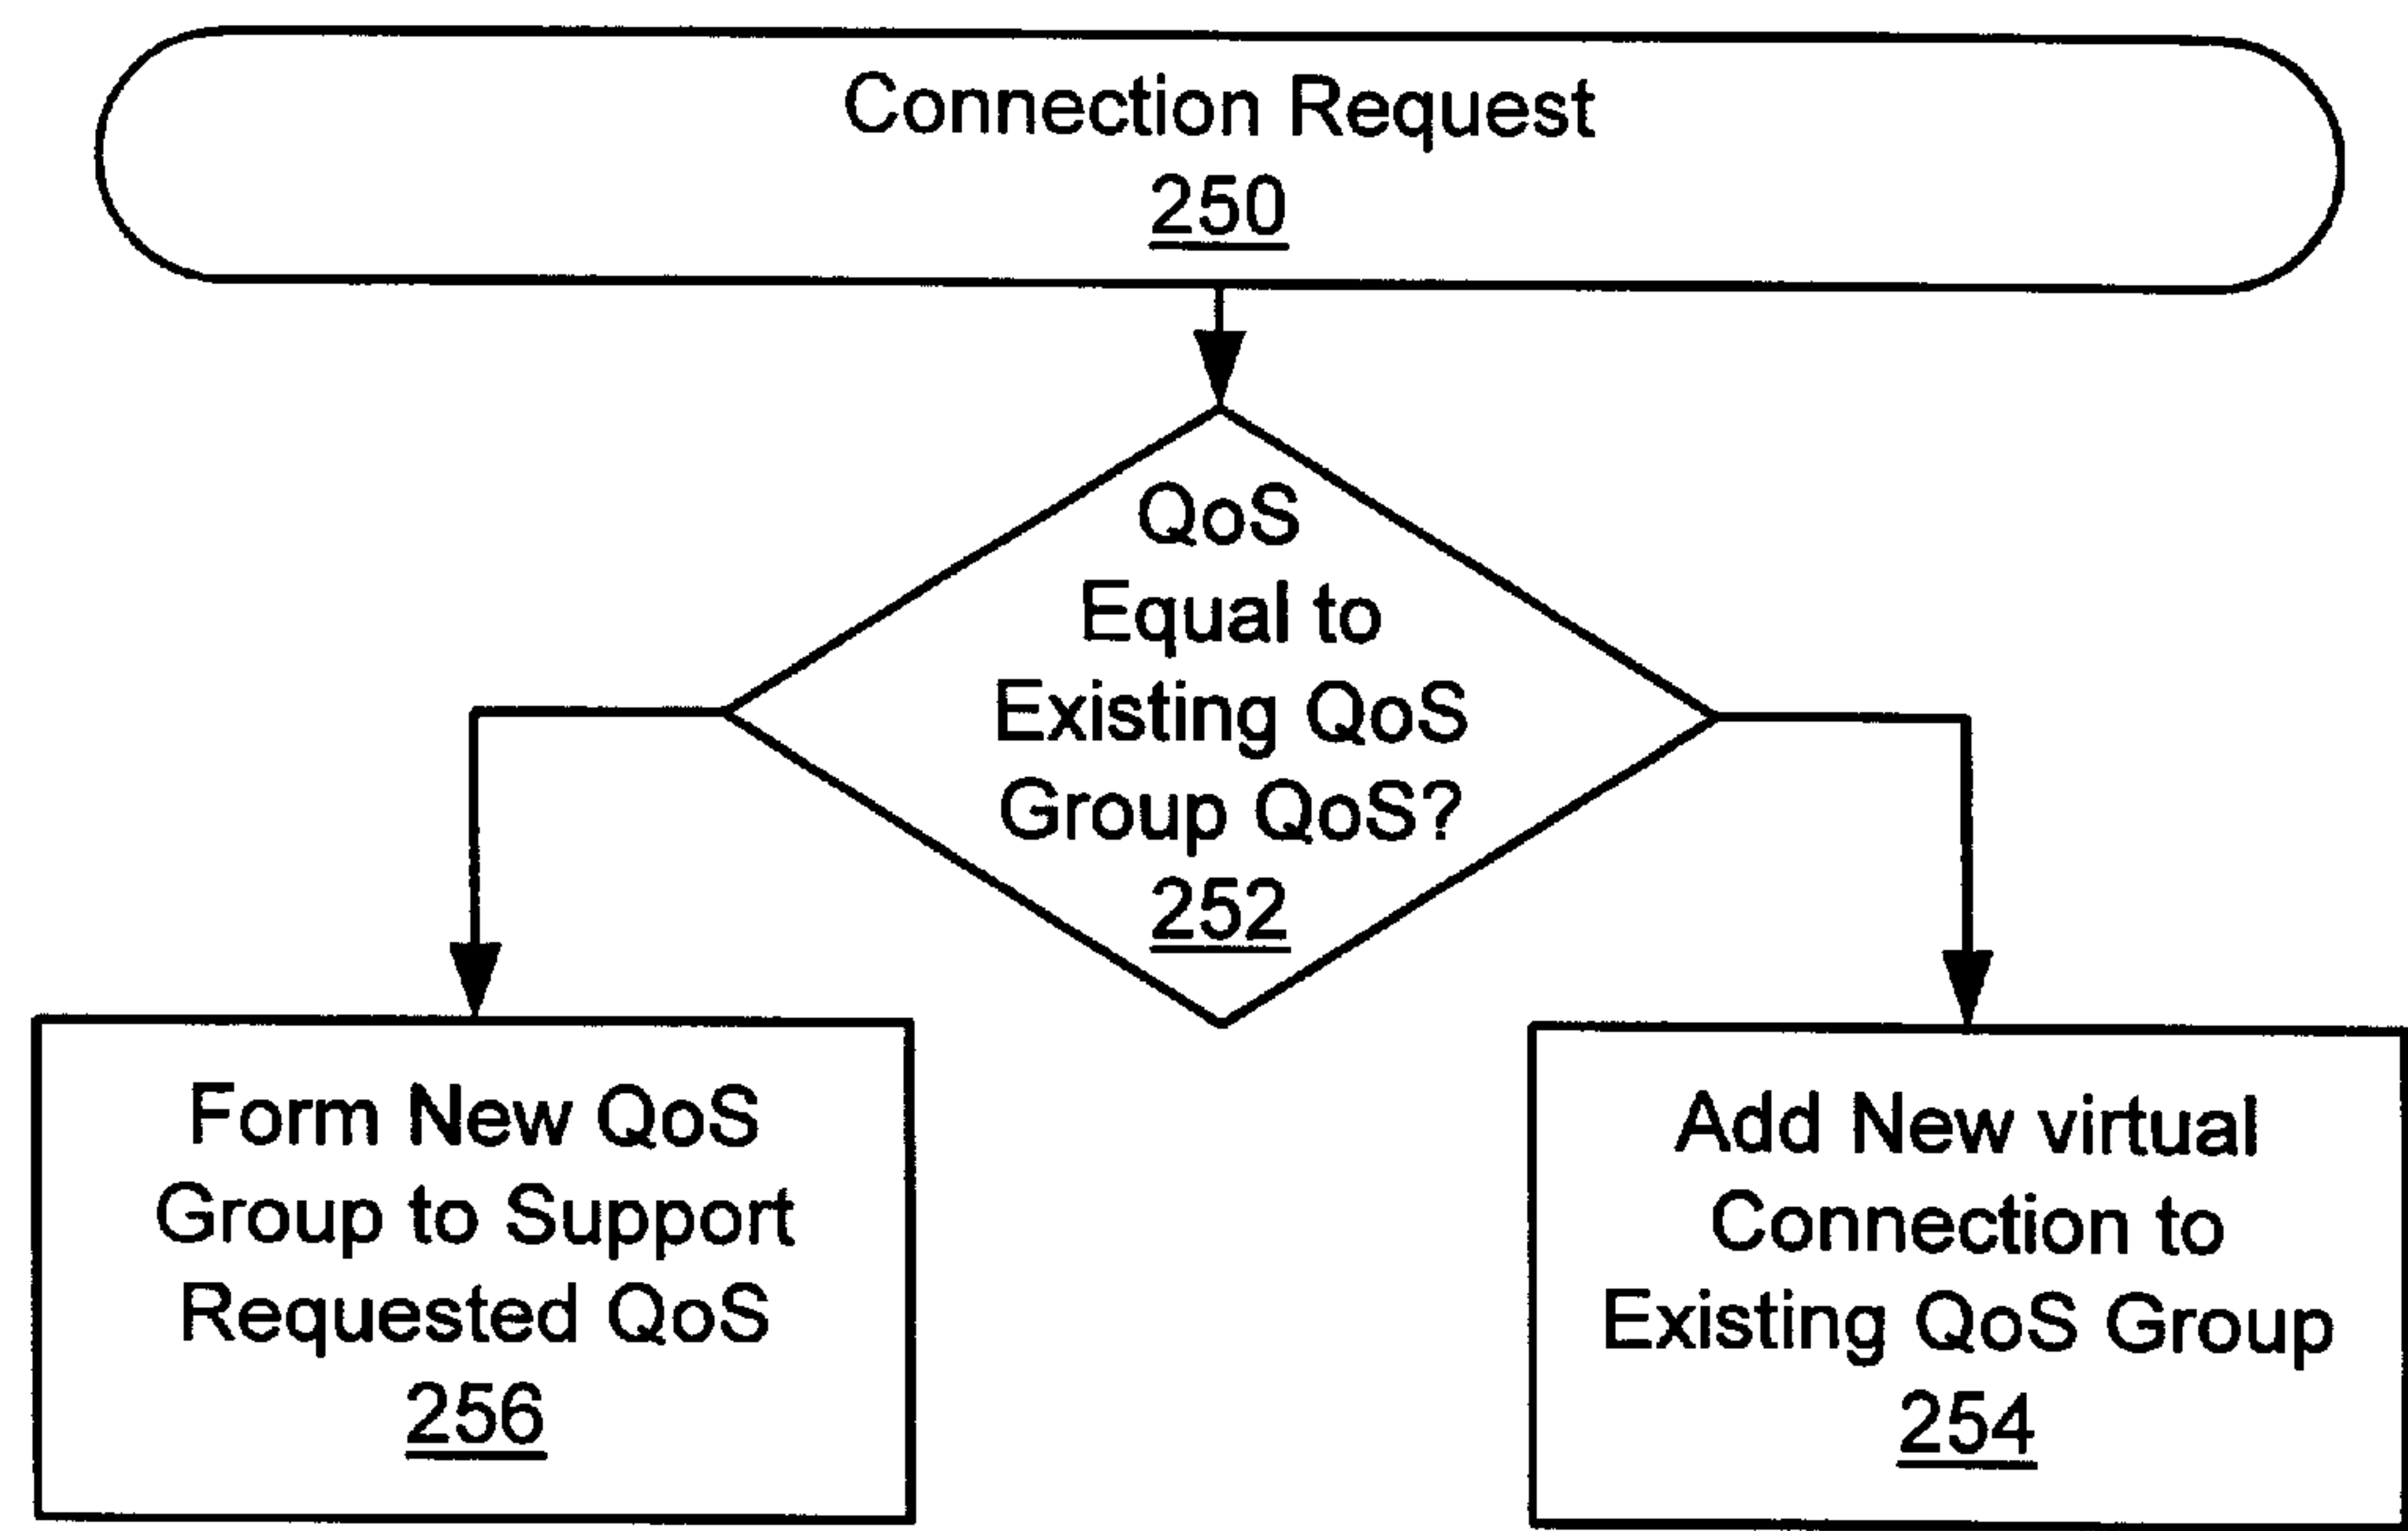 Connection Request
250
QoS
Equal to
Existing QoS
Group QoS?
252
Form New QoS
Group to Support
Requested QoS
256
Add New virtual
Connection to
Existing QoS Group
254